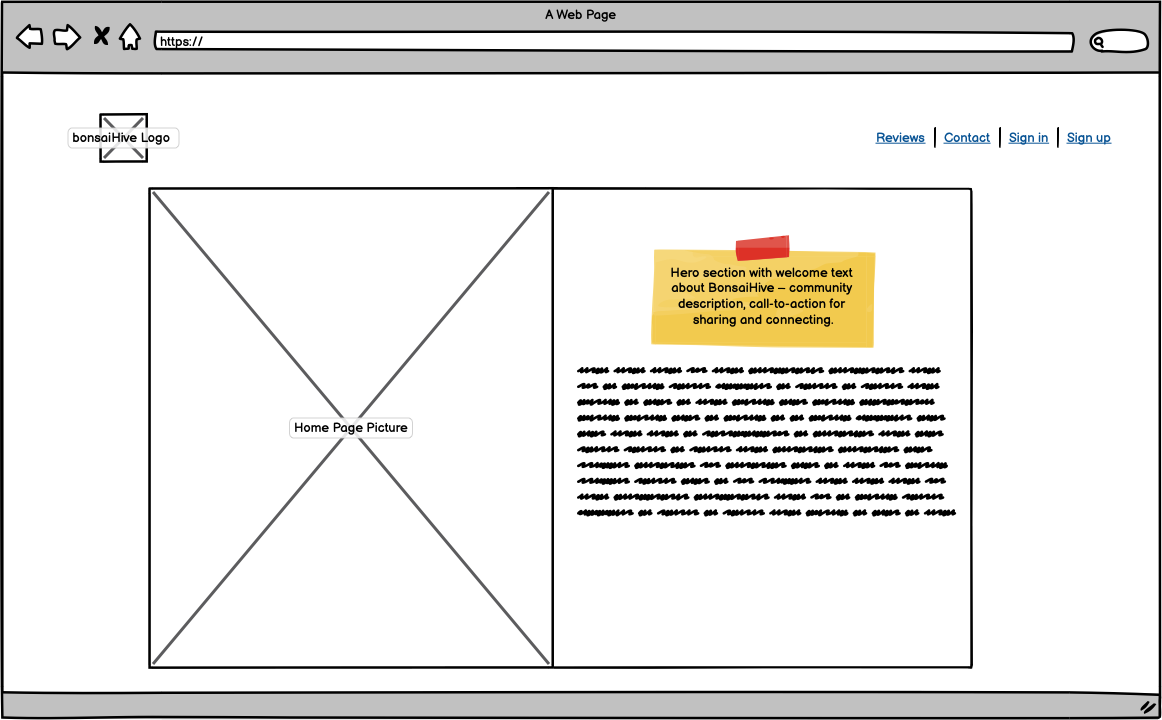 A Web Page
https://
bonsaiHive Logo
Reviews Contact Sign in Sign up
Hero section with welcome text
about BonsaiHive – community
description, call-to-action for
sharing and connecting.
Home Page Picture